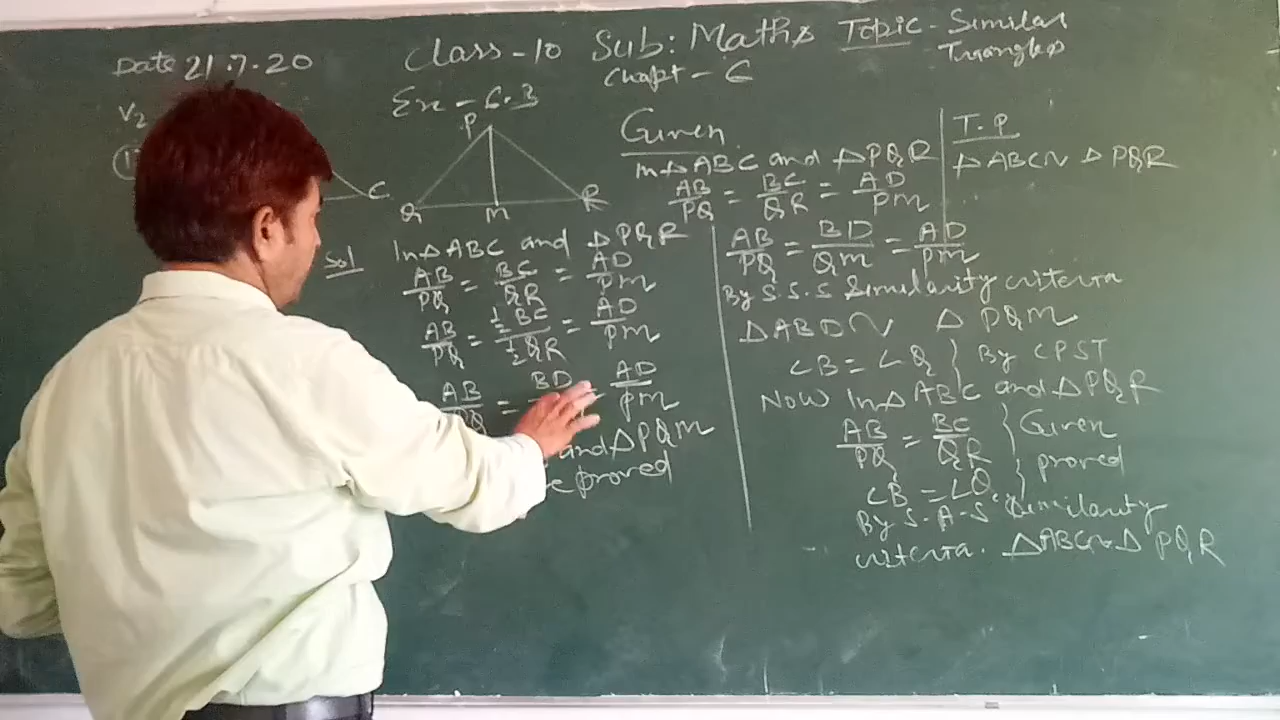 Date 21.7.20
Class - 10 Sub: Maths Topic - Similar Triangles
Chapt - 6
V2
Ex - 6.3
P
Q M R
C
Given
In △ ABC and △ PQR
AB/PQ = BC/QR = AD/PM
T.P
△ ABC ~ △ PQR
Sol In △ ABC and △ PQR
AB/PQ = BC/QR = AD/PM
AB/PQ = ½ BC/½ QR = AD/PM
AB/PQ = BD = AD/PM
and △ PQM
proved
AB/PQ = BD/QM = AD/PM
By S.S.S Similarity criteria
△ ABD ~ △ PQM
∠B = ∠Q } By CPST
Now In △ ABC and △ PQR
AB/PQ = BC/QR } Given
∠B = ∠Q } proved
By S.A.S. Similarity
criteria. △ ABC ~ △ PQR